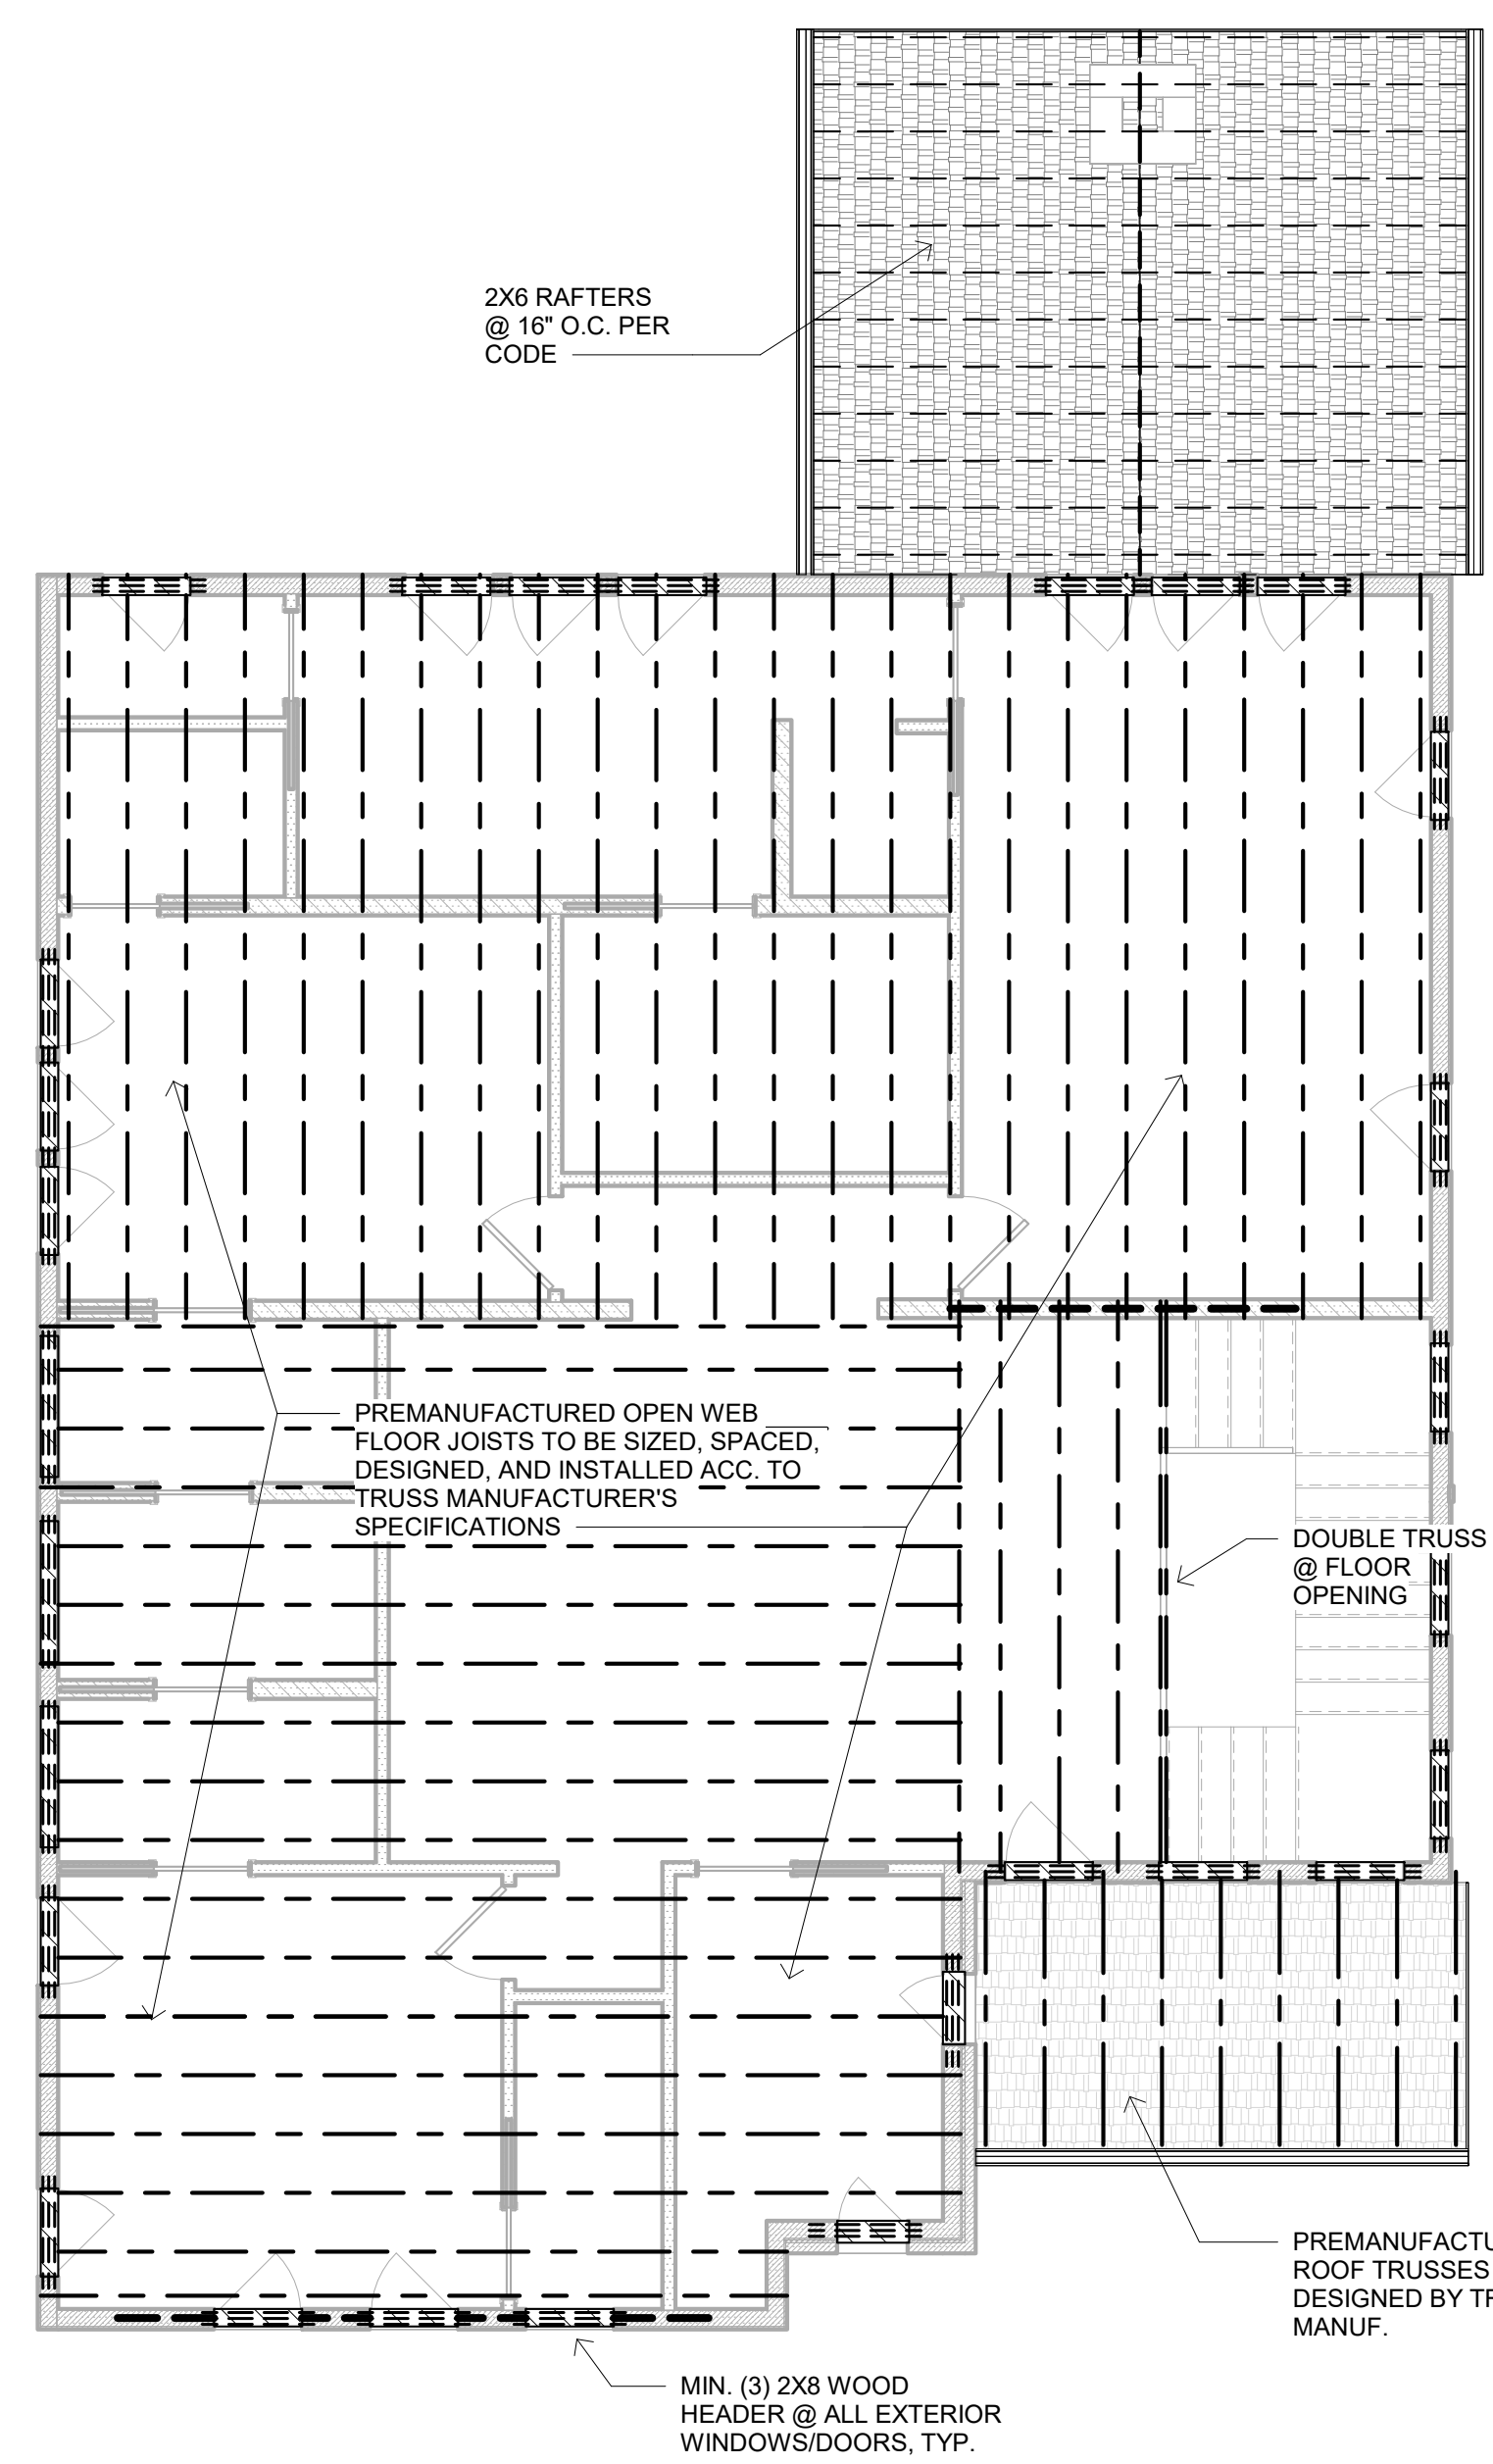 2X6 RAFTERS
@ 16" O.C. PER
CODE
PREMANUFACTURED OPEN WEB
FLOOR JOISTS TO BE SIZED, SPACED,
DESIGNED, AND INSTALLED ACC. TO
TRUSS MANUFACTURER'S
SPECIFICATIONS
DOUBLE TRUSS
@ FLOOR
OPENING
ROOF TRUSSES
DESIGNED BY
MANUF.
MIN. (3) 2X8 WOOD
HEADER @ ALL EXTERIOR
WINDOWS/DOORS, TYP.